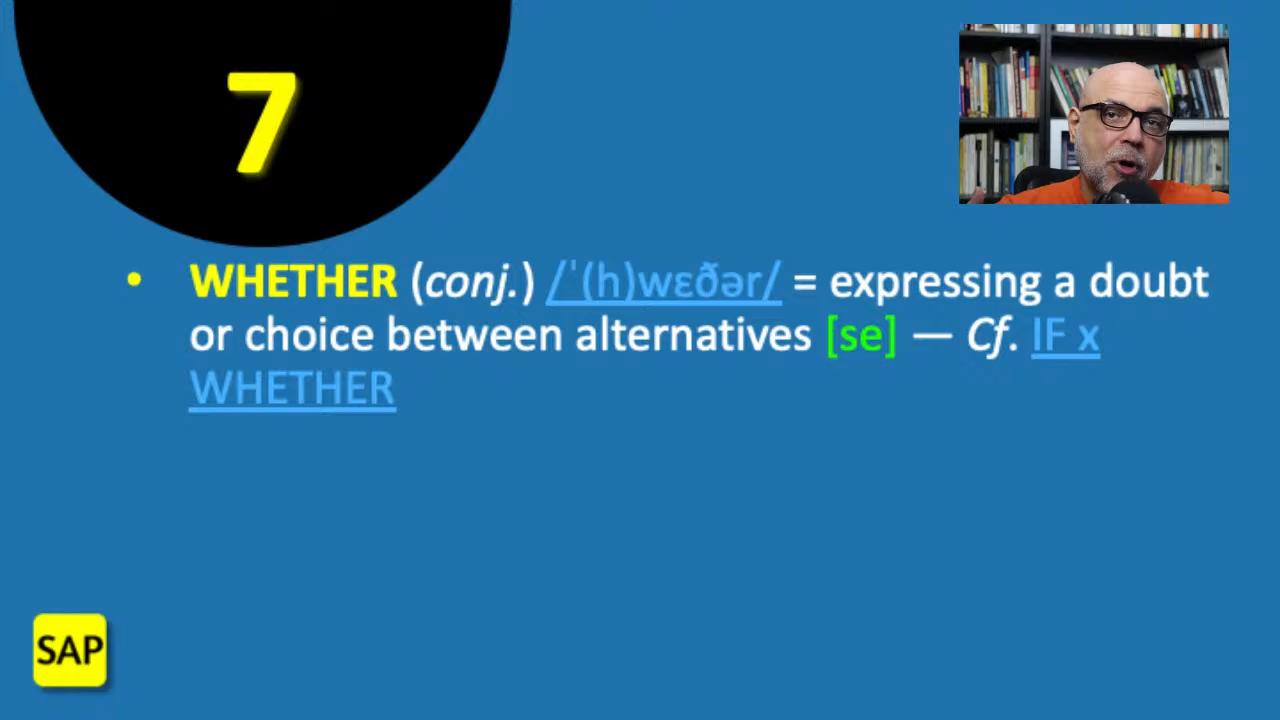 7
• WHETHER (conj.) /ˈ(h)wɛðər/ = expressing a doubt
or choice between alternatives [se] — Cf. IF x
WHETHER
SAP